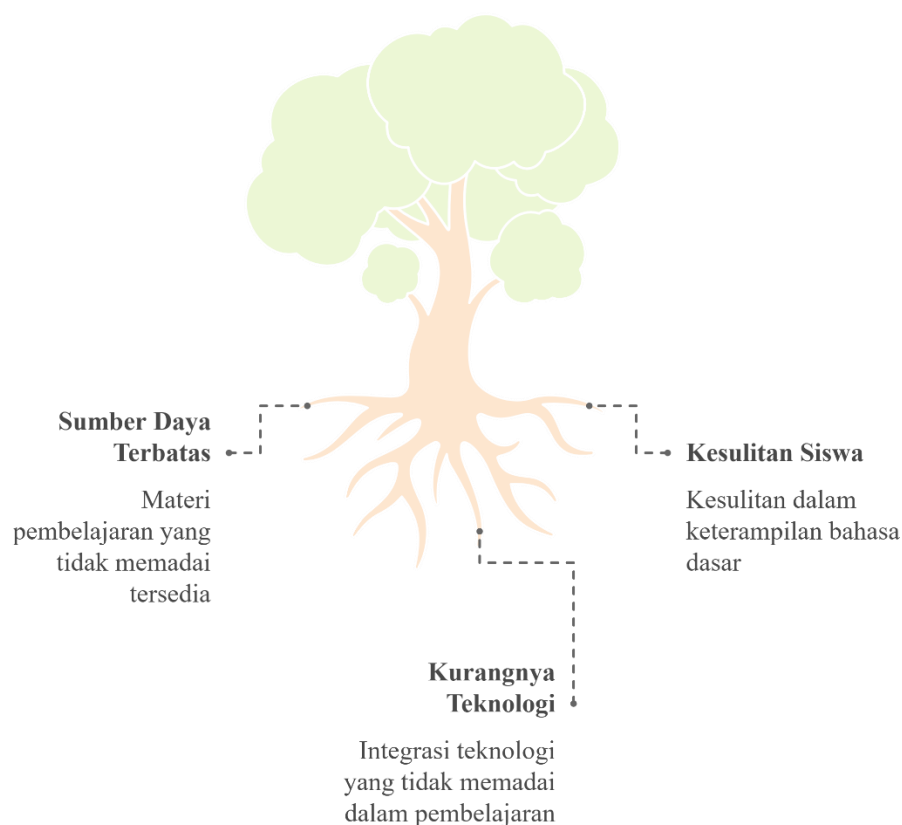 Sumber Daya
Terbatas
Materi
pembelajaran yang
tidak memadai
tersedia
Kesulitan Siswa
Kesulitan dalam
keterampilan bahasa
dasar
Kurangnya
Teknologi
Integrasi teknologi
yang tidak memadai
dalam pembelajaran